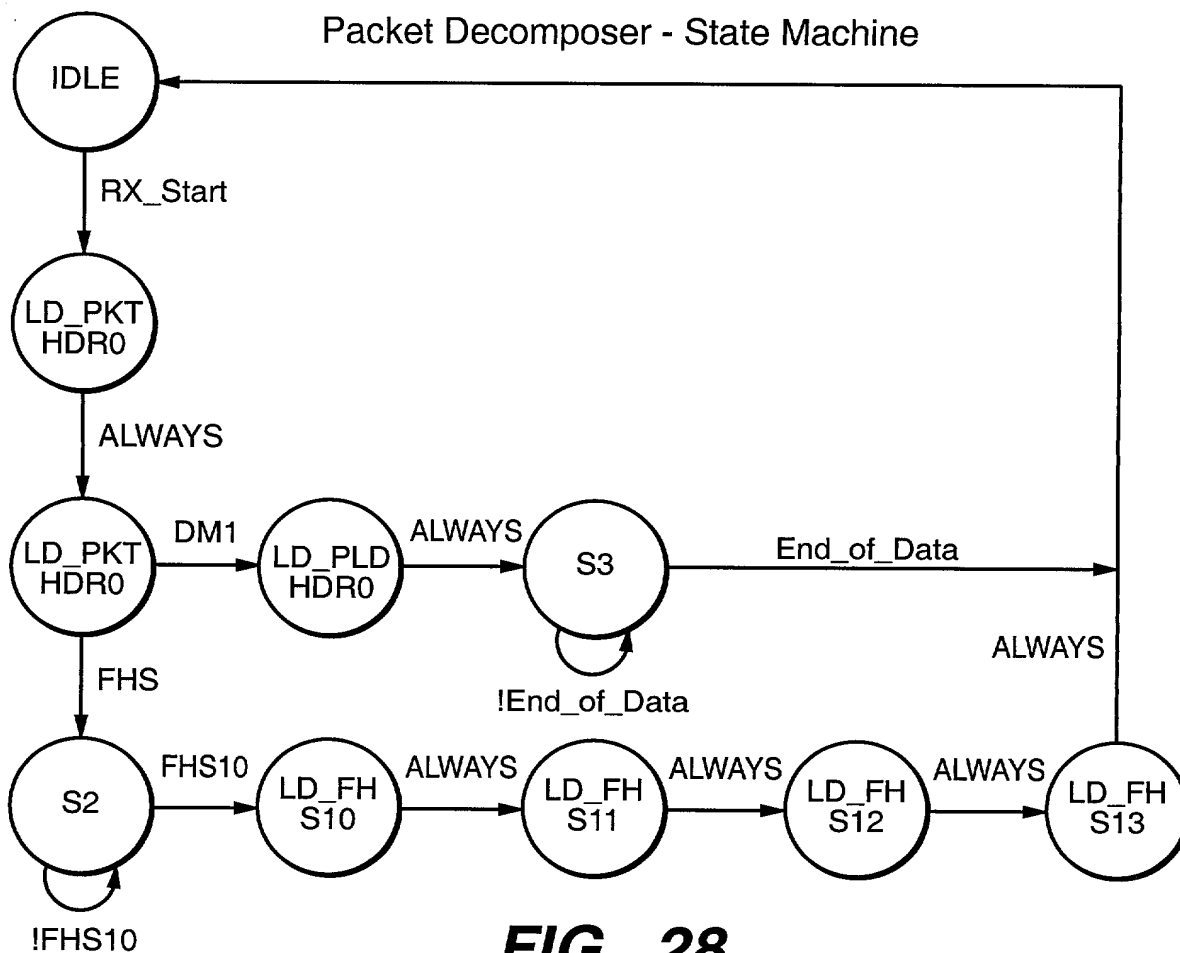 Packet Decomposer - State Machine
IDLE
RX_Start
LD_PKT
HDR0
ALWAYS
LD_PKT
HDR0
DM1
LD_PLD
HDR0
ALWAYS
S3
End_of_Data
!End_of_Data
ALWAYS
FHS
S2
!FHS10
FHS10
LD_FH
S10
ALWAYS
LD_FH
S11
ALWAYS
LD_FH
S12
ALWAYS
LD_FH
S13
FIG._28